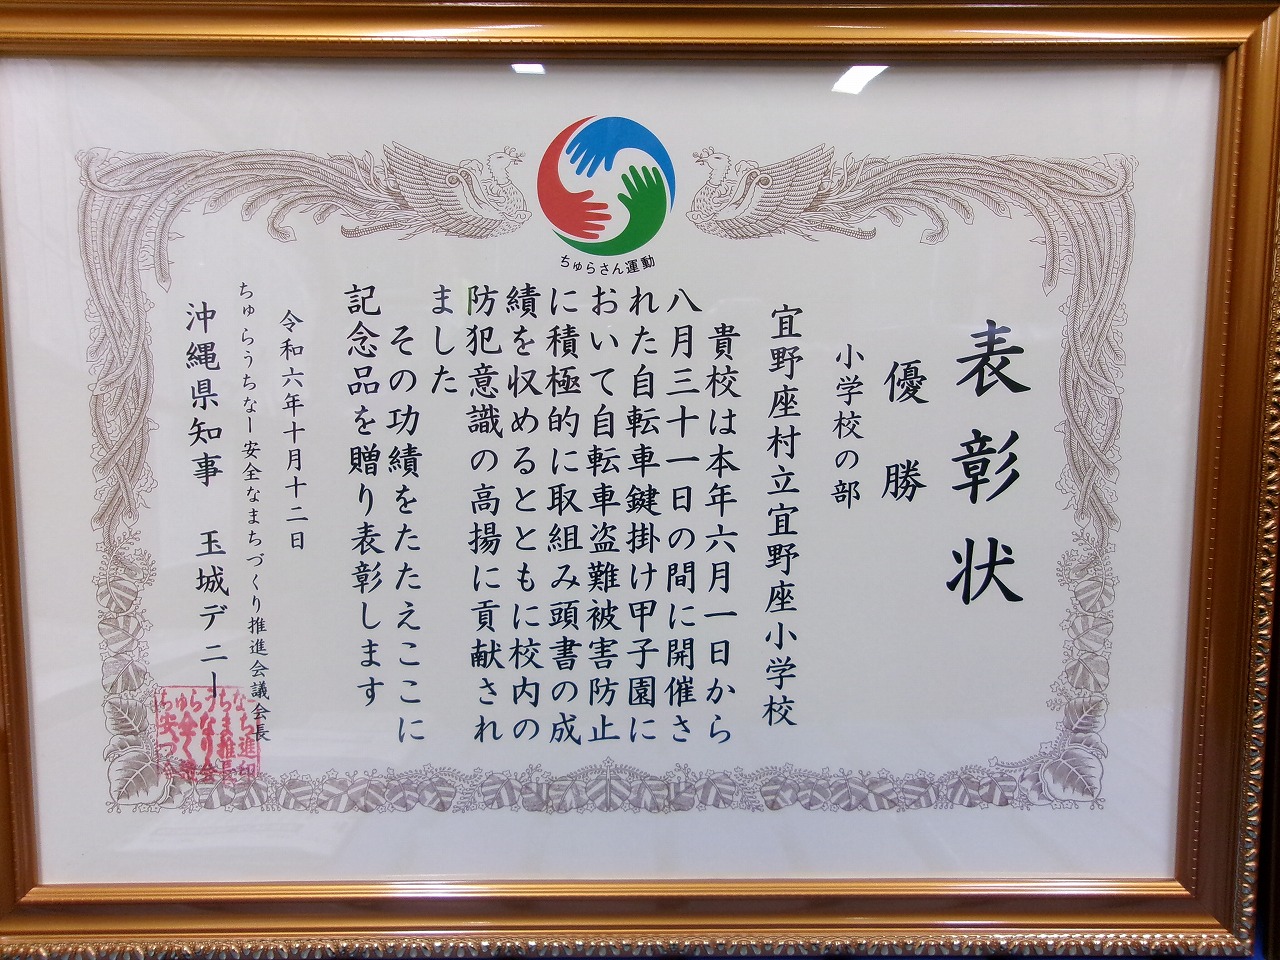 ちゅらさん運動
表彰状
優勝
小学校の部
宜野座村立宜野座小学校
貴校は本年六月一日から
八月三十一日の間に開催さ
れた自転車鍵掛け甲子園に
おいて自転車盗難被害防止
に積極的に取組み頭書の成
績を収めるとともに校内の
防犯意識の高揚に貢献され
ました
その功績をたたえここに
記念品を贈り表彰します
令和六年十月十二日
ちゅらうちなー安全なまちづくり推進会議会長
沖縄県知事 玉城デニー